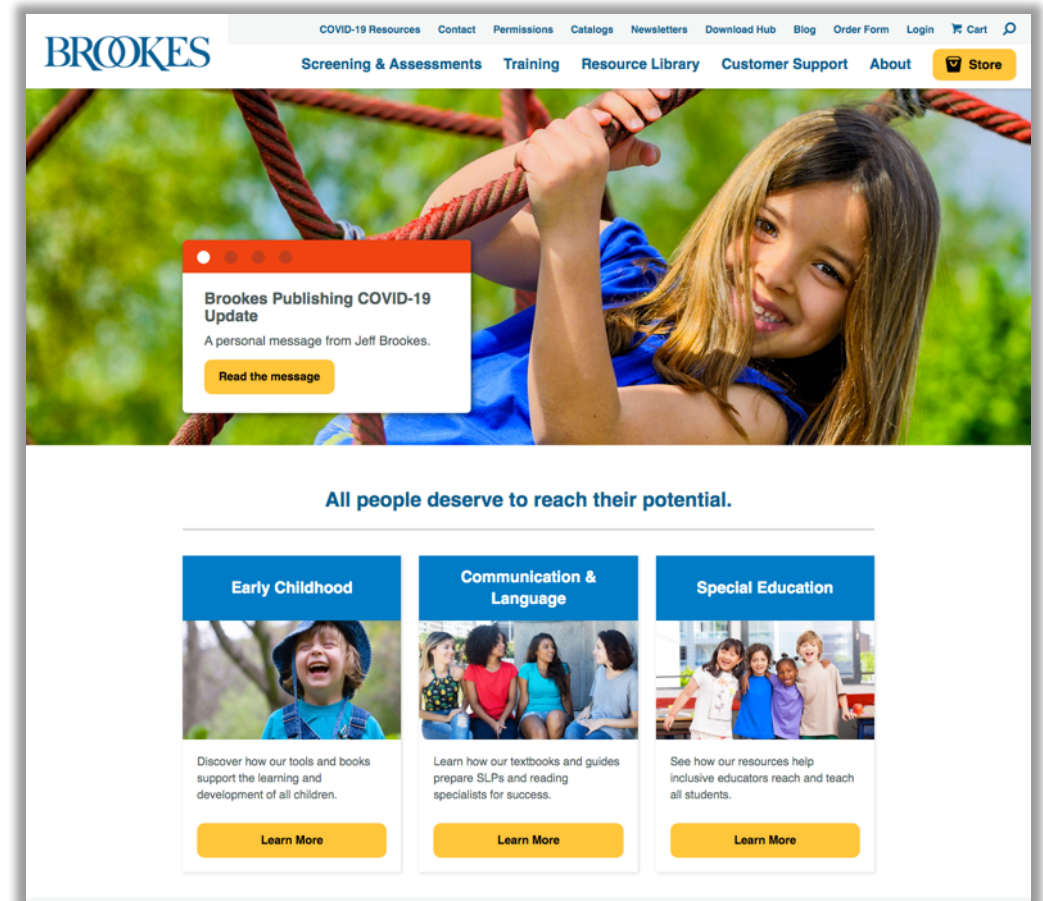 COVID-19 Resources Contact Permissions Catalogs Newsletters Download Hub Blog Order Form Login Cart
BROOKES
Screening & Assessments Training Resource Library Customer Support About Store
Brookes Publishing COVID-19
Update
A personal message from Jeff Brookes.
Read the message
All people deserve to reach their potential.
Early Childhood
Discover how our tools and books
support the learning and
development of all children.
Learn More
Communication &
Language
Learn how our textbooks and guides
prepare SLPs and reading
specialists for success.
Learn More
Special Education
See how our resources help
inclusive educators reach and teach
all students.
Learn More